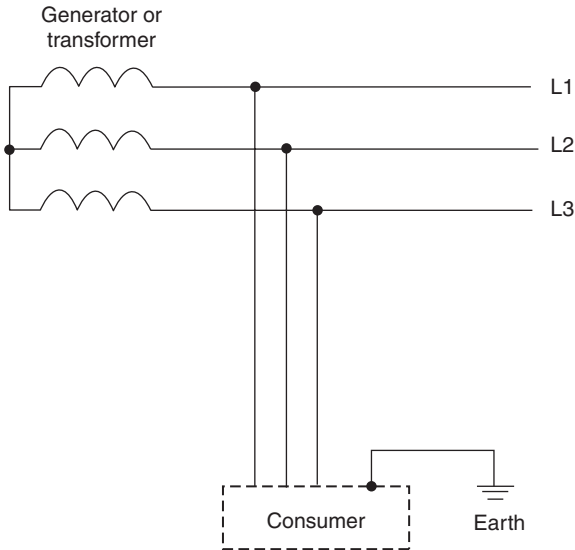 Generator or
transformer
L1
L2
L3
Consumer
Earth